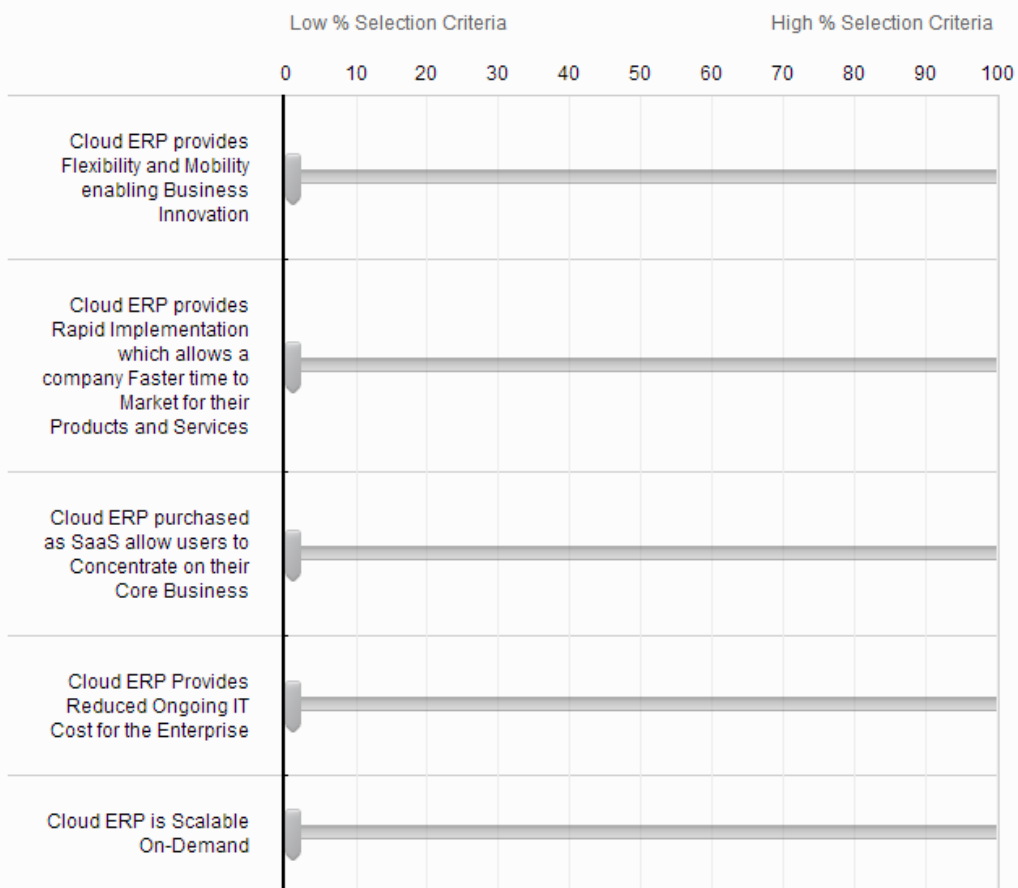 Low % Selection Criteria High % Selection Criteria
0 10 20 30 40 50 60 70 80 90 100
Cloud ERP provides
Flexibility and Mobility
enabling Business
Innovation
Cloud ERP provides
Rapid Implementation
which allows a
company Faster time to
Market for their
Products and Services
Cloud ERP purchased
as SaaS allow users to
Concentrate on their
Core Business
Cloud ERP Provides
Reduced Ongoing IT
Cost for the Enterprise
Cloud ERP is Scalable
On-Demand